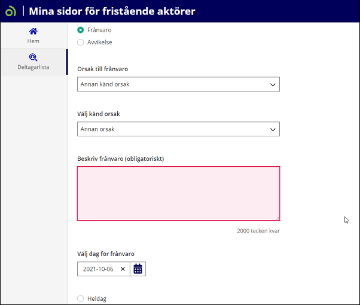 Mina sidor för fristående aktörer
Hem
Deltagarlista
Frånvaro
Avvikelse
Orsak till frånvaro
Annan känd orsak
Välj känd orsak
Annan orsak
Beskriv frånvaro (obligatoriskt)
2000 tecken kvar
Välj dag för frånvaro
2021-10-06
Heldag